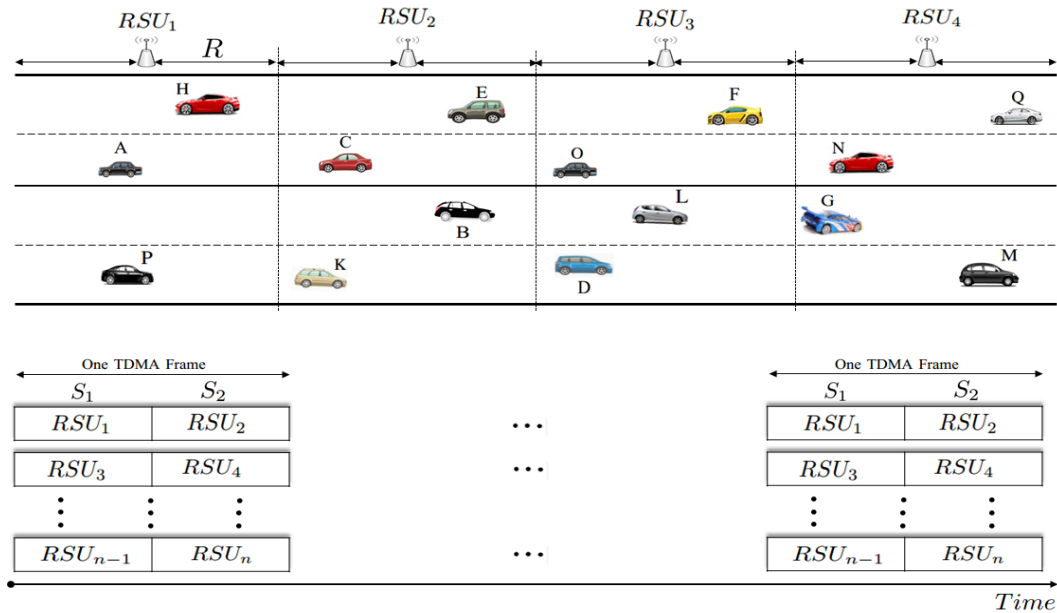 RSU₁ RSU₂ RSU₃ RSU₄
R
H E F Q
A C O N
B L G
P K D M
One TDMA Frame One TDMA Frame
S₁ S₂ S₁ S₂
RSU₁ RSU₂ ... RSU₁ RSU₂
RSU₃ RSU₄ ... RSU₃ RSU₄
RSUₙ₋₁ RSUₙ ... RSUₙ₋₁ RSUₙ
Time